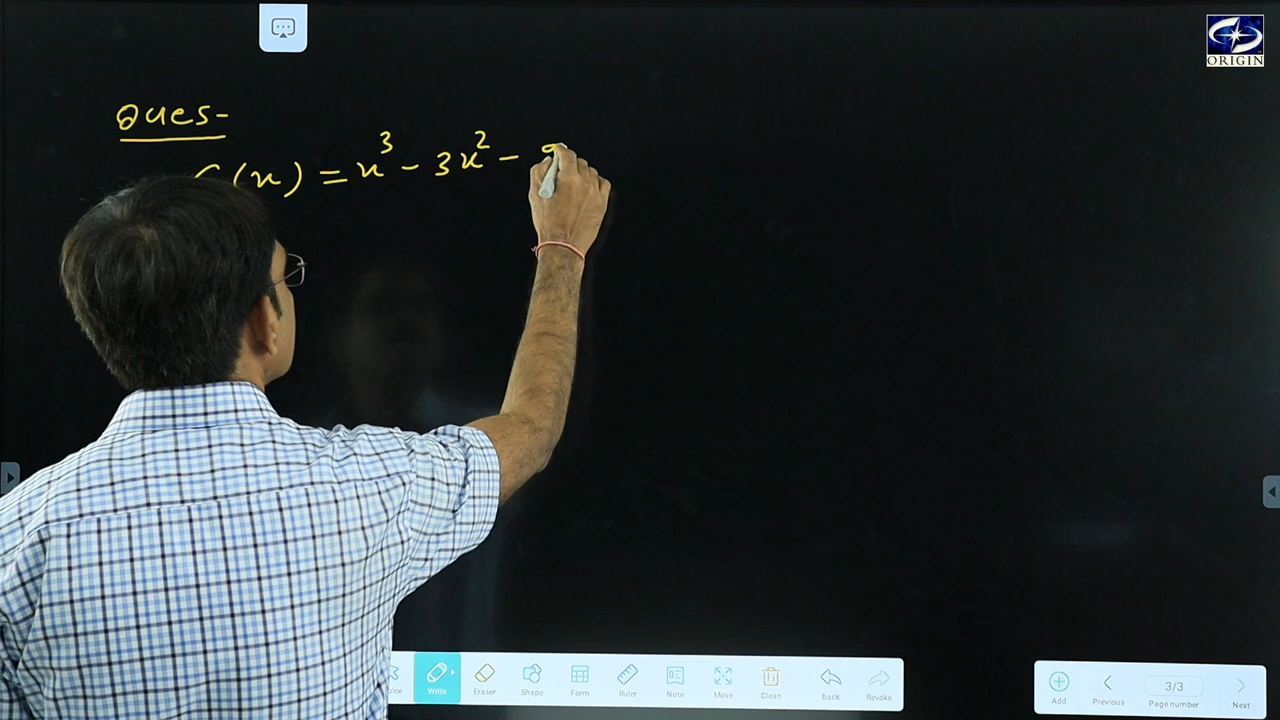 ORIGIN
Ques-
(x) = x³ - 3x² -
Write
Eraser
Shape
Form
Ruler
Note
Move
Clean
back
Revoke
Add
Previous
3/3
Page number
Next